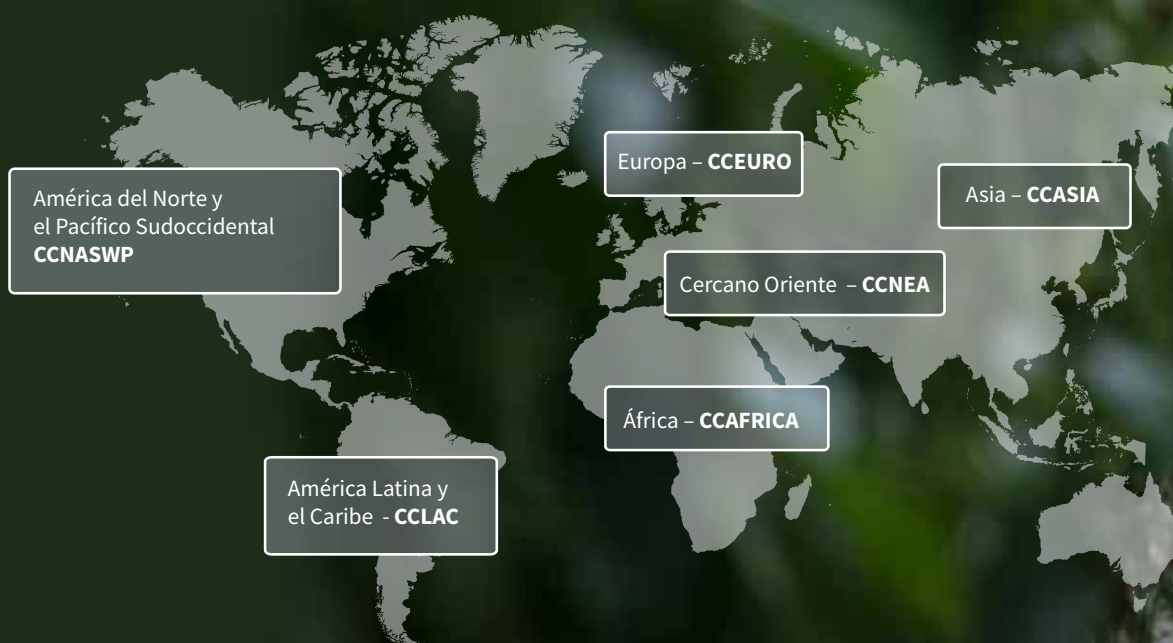 América del Norte y
el Pacífico Sudoccidental
CCNASWP
Europa – CCEURO
Asia – CCASIA
Cercano Oriente – CCNEA
África – CCAFRICA
América Latina y
el Caribe - CCLAC